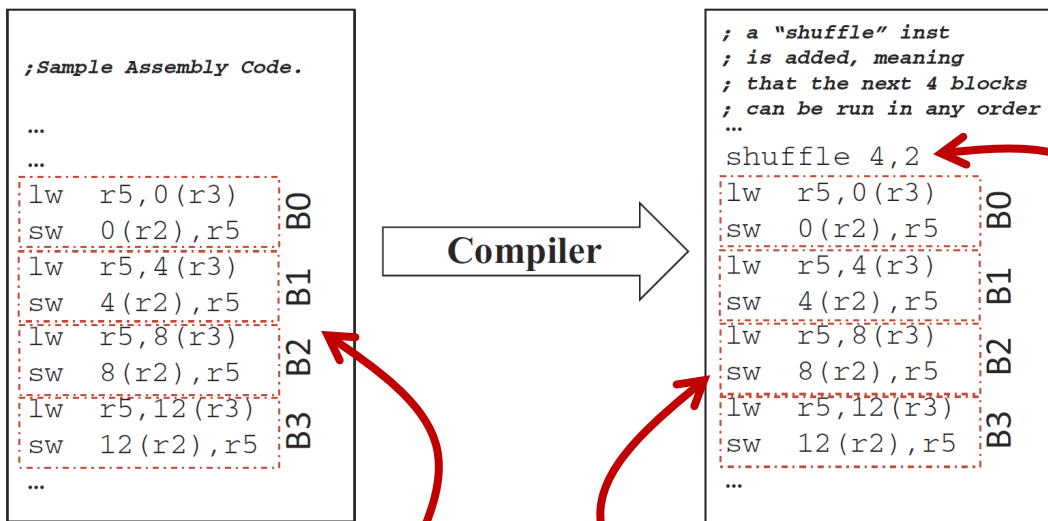 ;Sample Assembly Code.
…
…
lw r5,0(r3)
sw 0(r2),r5
B0
lw r5,4(r3)
sw 4(r2),r5
B1
lw r5,8(r3)
sw 8(r2),r5
B2
lw r5,12(r3)
sw 12(r2),r5
B3
…
Compiler
; a “shuffle” inst
; is added, meaning
; that the next 4 blocks
; can be run in any order
…
shuffle 4,2
lw r5,0(r3)
sw 0(r2),r5
B0
lw r5,4(r3)
sw 4(r2),r5
B1
lw r5,8(r3)
sw 8(r2),r5
B2
lw r5,12(r3)
sw 12(r2),r5
B3
…